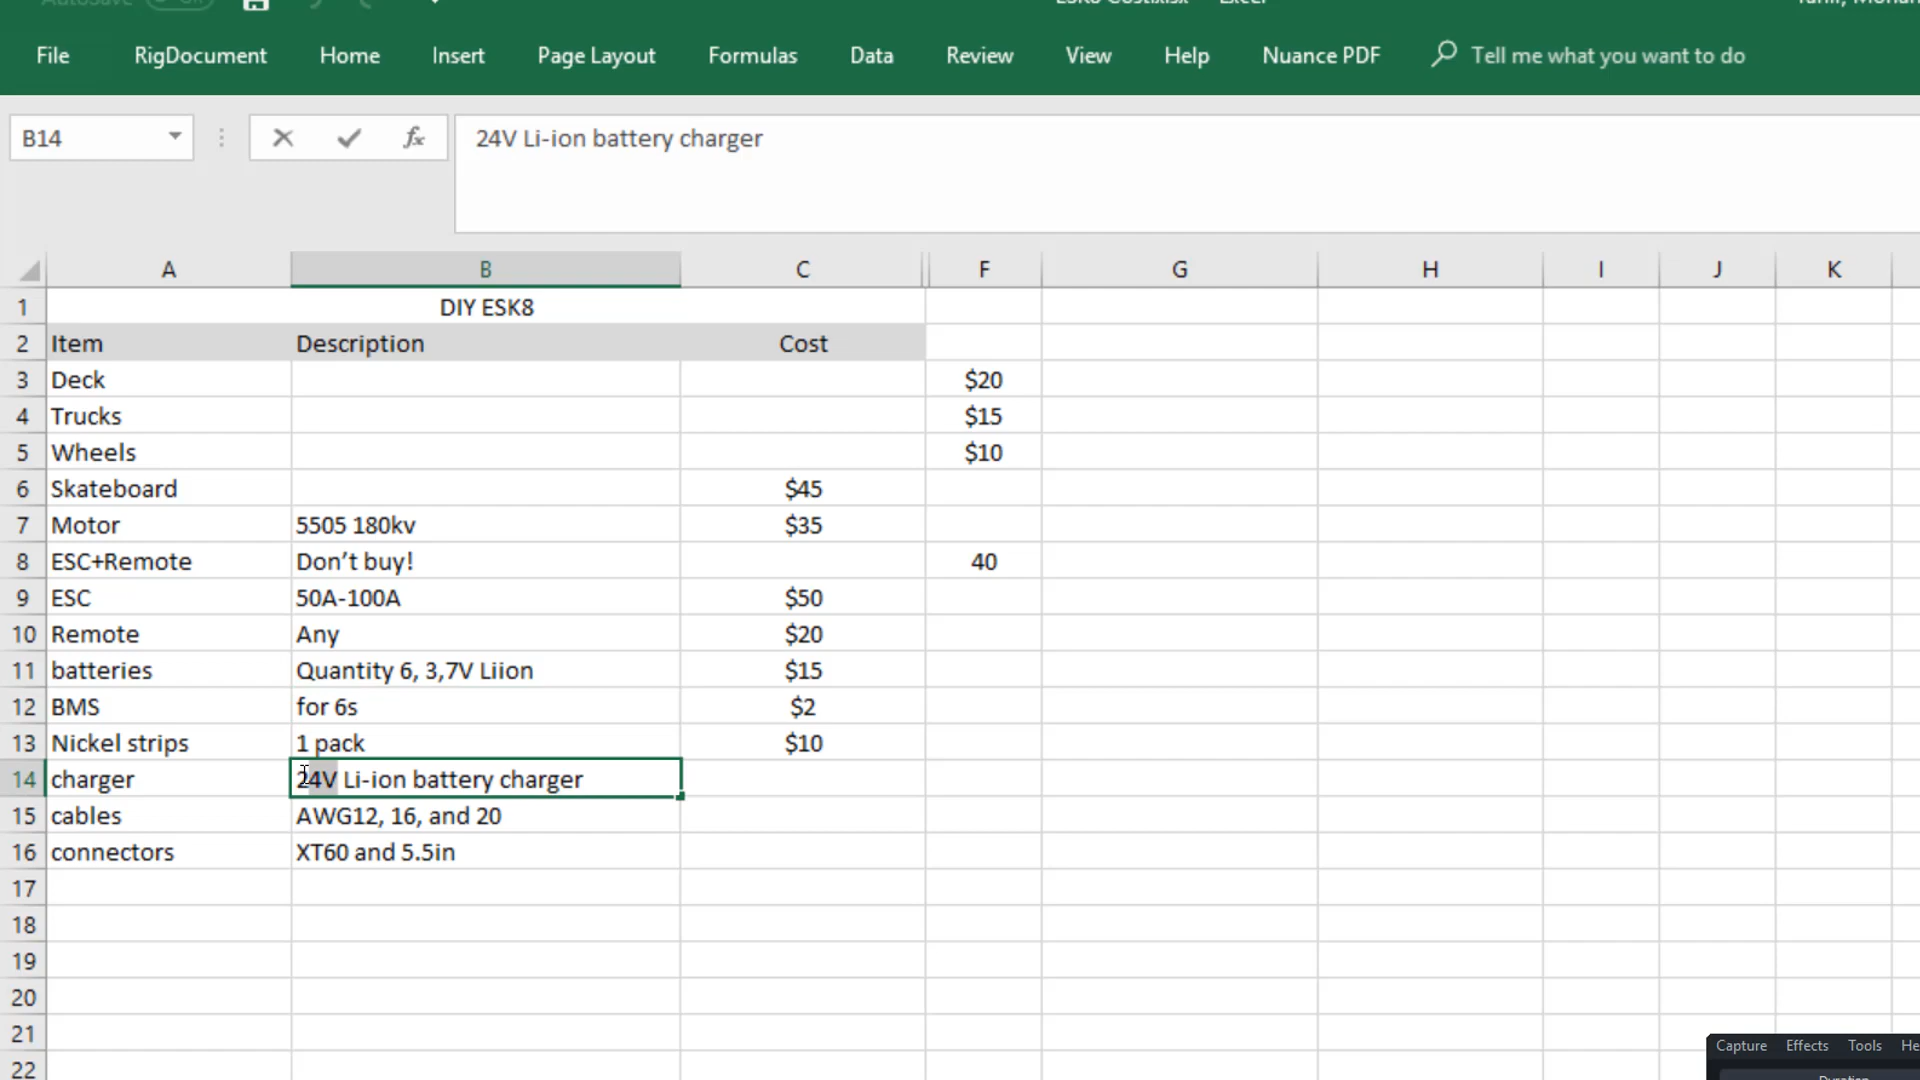 File RigDocument Home Insert Page Layout Formulas Data Review View Help Nuance PDF Tell me what you want to do
B14 fx 24V Li-ion battery charger
A B C F G H I J K
1 DIY ESK8
2 Item Description Cost
3 Deck $20
4 Trucks $15
5 Wheels $10
6 Skateboard $45
7 Motor 5505 180kv $35
8 ESC+Remote Don’t buy! 40
9 ESC 50A-100A $50
10 Remote Any $20
11 batteries Quantity 6, 3,7V Liion $15
12 BMS for 6s $2
13 Nickel strips 1 pack $10
14 charger 24V Li-ion battery charger
15 cables AWG12, 16, and 20
16 connectors XT60 and 5.5in
17
18
19
20
21
22
Capture Effects Tools He